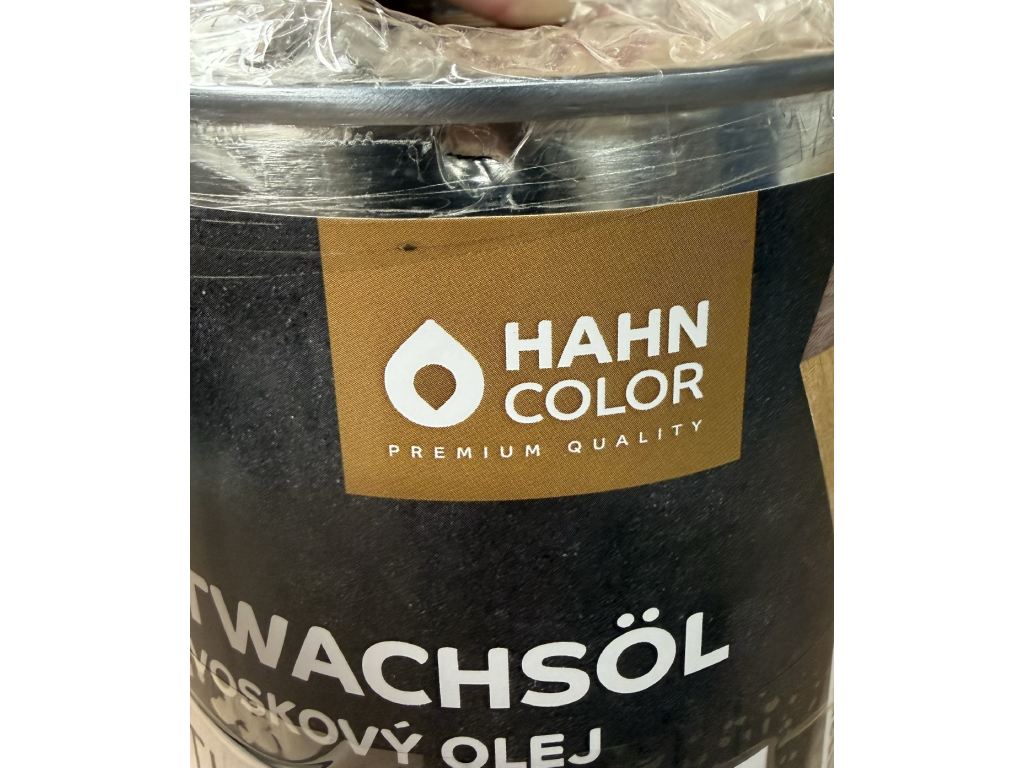 HAHN
COLOR
PREMIUM QUALITY
TWACHSÖL
VOSKOVÝ OLEJ